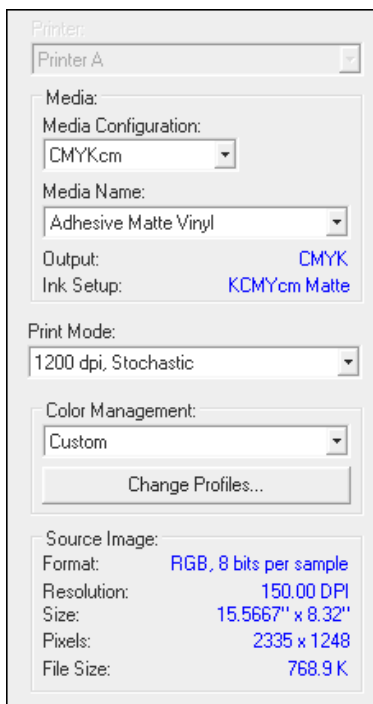 Printer:
Printer A
Media:
Media Configuration:
CMYKcm
Media Name:
Adhesive Matte Vinyl
Output: CMYK
Ink Setup: KCMYcm Matte
Print Mode:
1200 dpi, Stochastic
Color Management:
Custom
Change Profiles...
Source Image:
Format: RGB, 8 bits per sample
Resolution: 150.00 DPI
Size: 15.5667" x 8.32"
Pixels: 2335 x 1248
File Size: 768.9 K